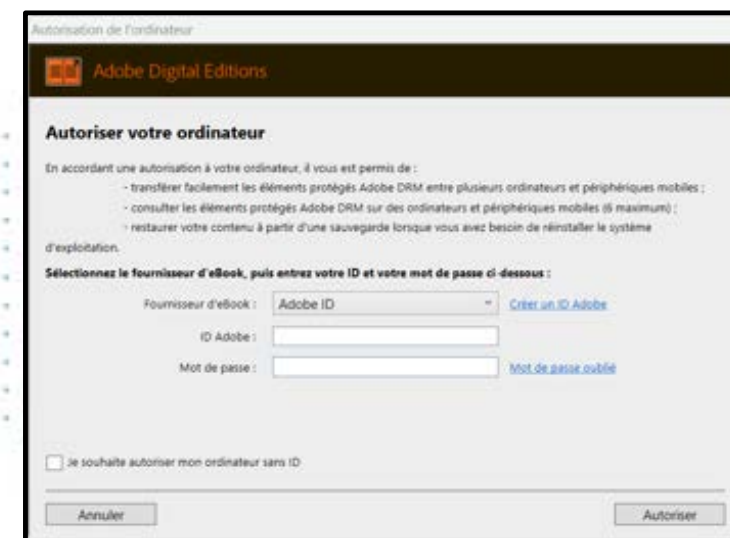 Autorisation de l'ordinateur
Adobe Digital Editions
Autoriser votre ordinateur
En accordant une autorisation à votre ordinateur, il vous est permis de :
- transférer facilement les éléments protégés Adobe DRM entre plusieurs ordinateurs et périphériques mobiles ;
- consulter les éléments protégés Adobe DRM sur des ordinateurs et périphériques mobiles (6 maximum) ;
- restaurer votre contenu à partir d'une sauvegarde lorsque vous avez besoin de réinstaller le système
d'exploitation.
Sélectionnez le fournisseur d'eBook, puis entrez votre ID et votre mot de passe ci-dessous :
Fournisseur d'eBook : Adobe ID Créer un ID Adobe
ID Adobe :
Mot de passe : Mot de passe oublié
Je souhaite autoriser mon ordinateur sans ID
Annuler Autoriser